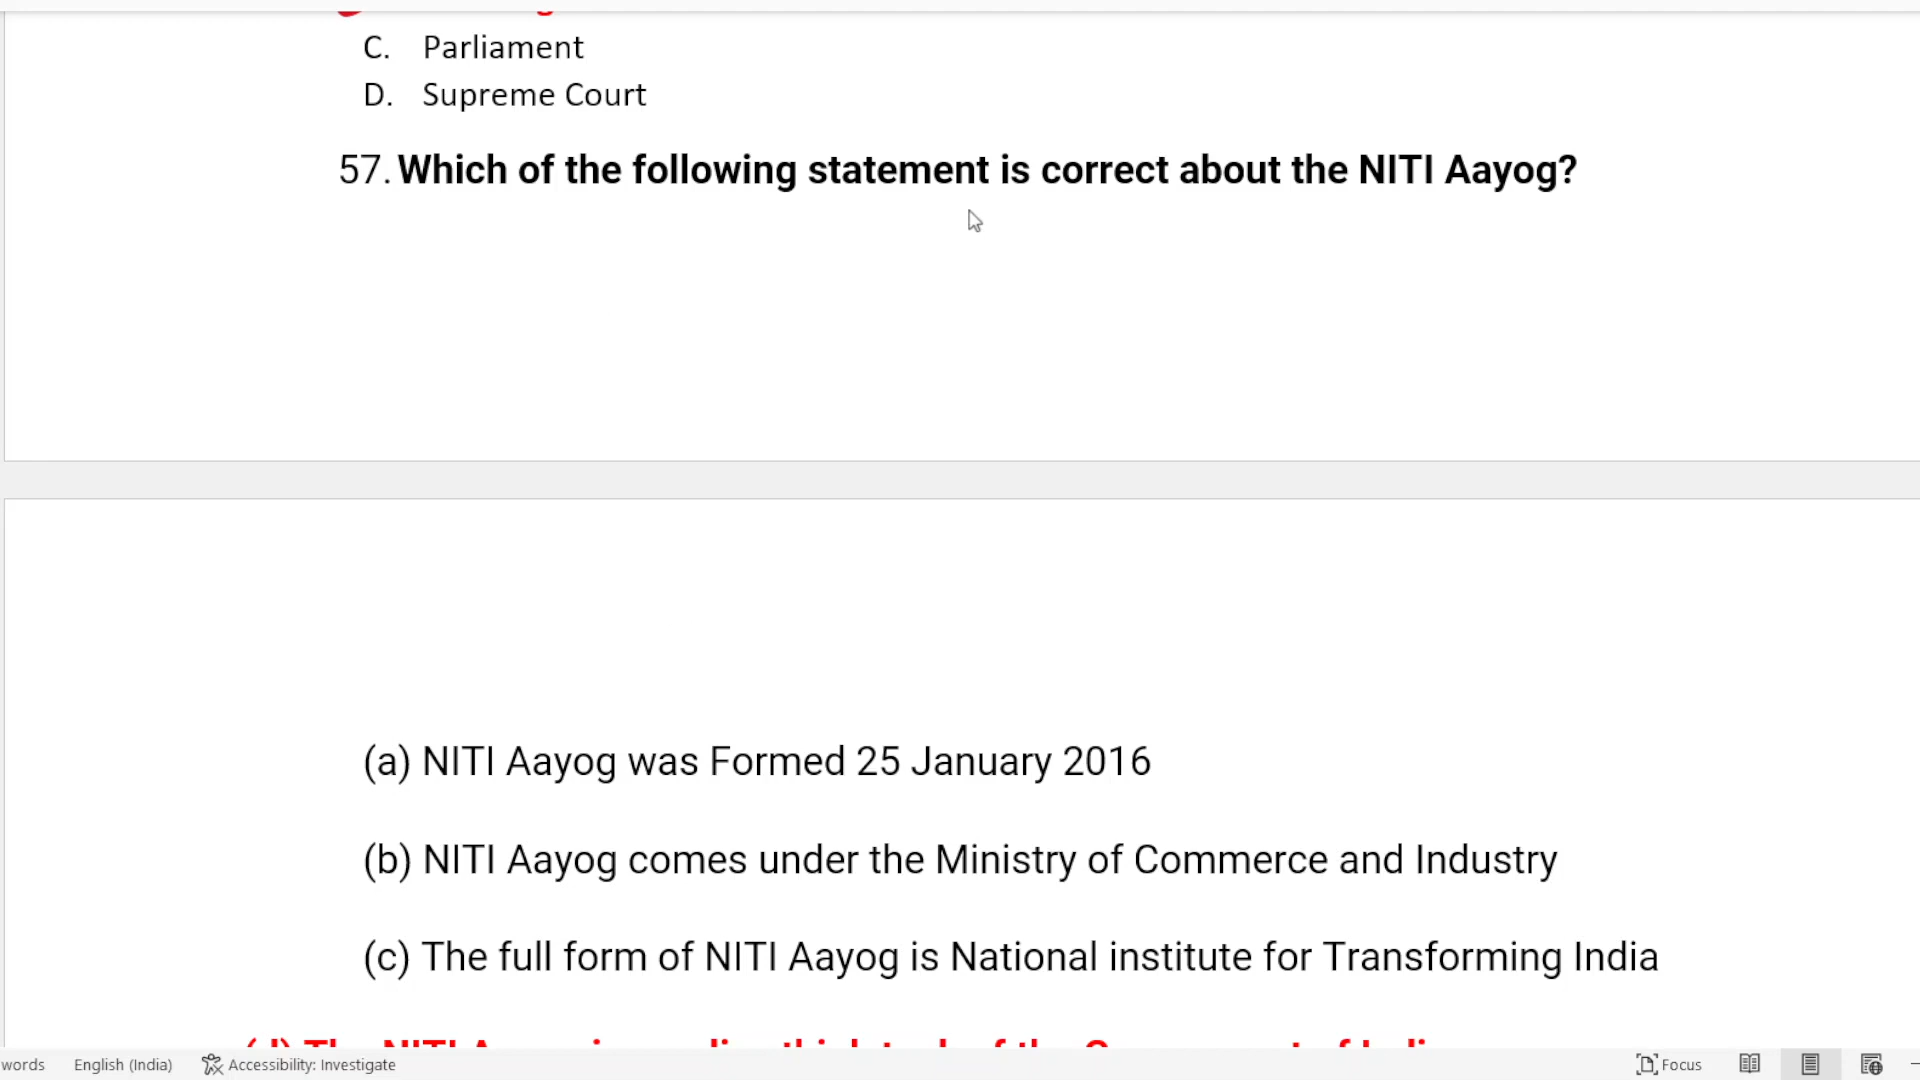 C. Parliament
D. Supreme Court
57. Which of the following statement is correct about the NITI Aayog?
(a) NITI Aayog was Formed 25 January 2016
(b) NITI Aayog comes under the Ministry of Commerce and Industry
(c) The full form of NITI Aayog is National institute for Transforming India
words English (India) Accessibility: Investigate Focus